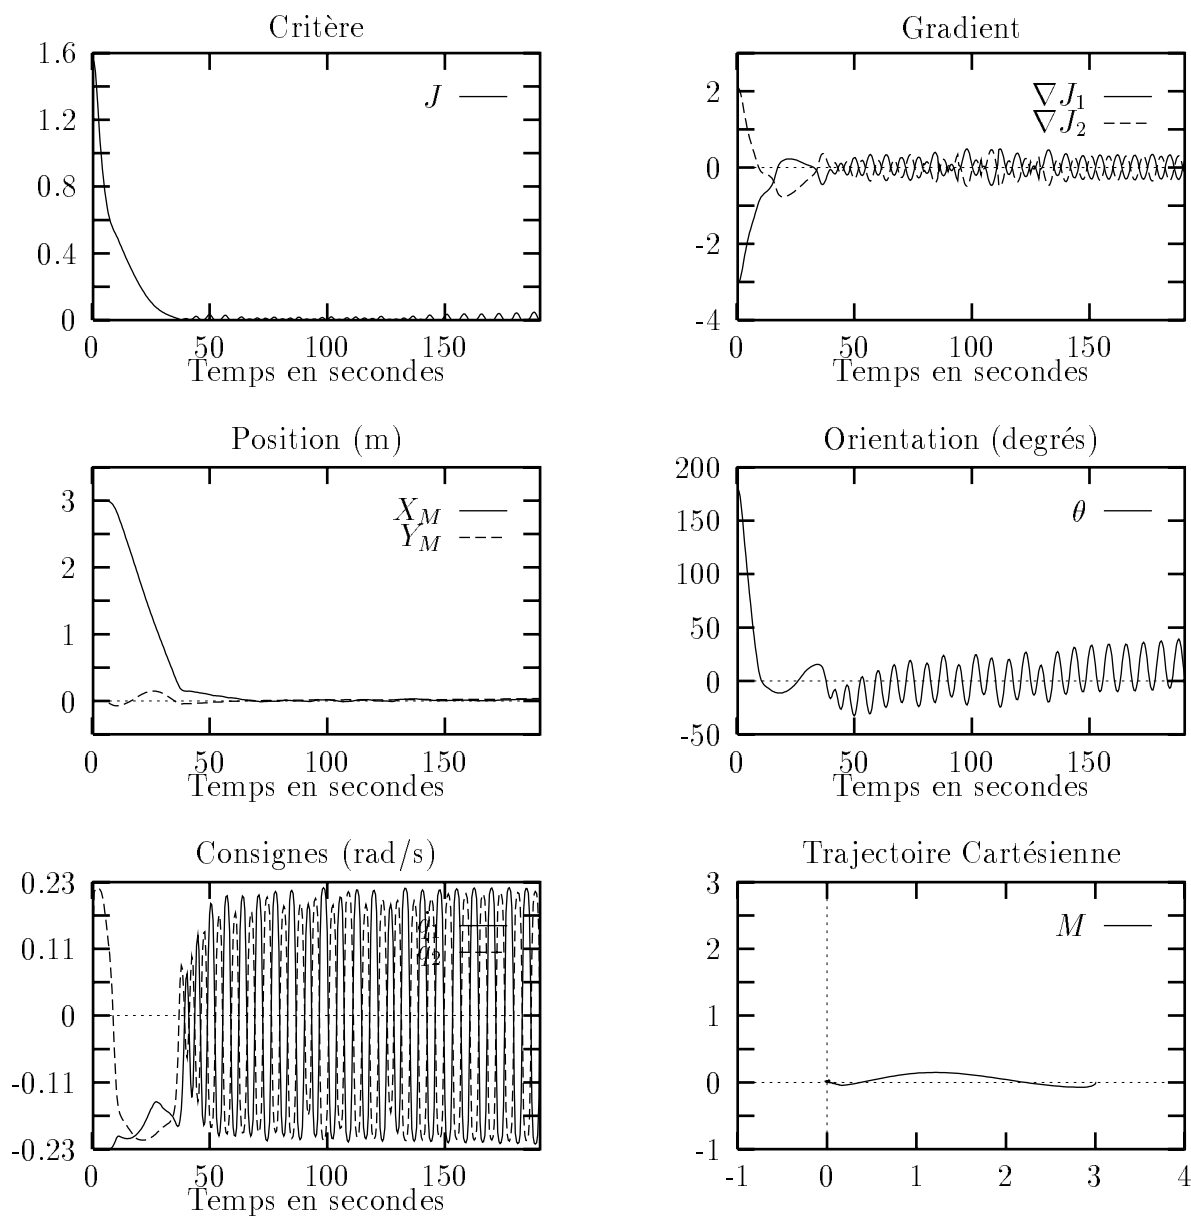 Critère
1.6
1.2
0.8
0.4
0
J
0 50 100 150
Temps en secondes
Gradient
2
0
-2
-4
∇J₁
∇J₂
0 50 100 150
Temps en secondes
Position (m)
3
2
1
0
X_M
Y_M
0 50 100 150
Temps en secondes
Orientation (degrés)
200
150
100
50
0
-50
θ
0 50 100 150
Temps en secondes
Consignes (rad/s)
0.23
0.11
0
-0.11
-0.23
q̇₁
q̇₂
0 50 100 150
Temps en secondes
Trajectoire Cartésienne
3
2
1
0
-1
M
-1 0 1 2 3 4